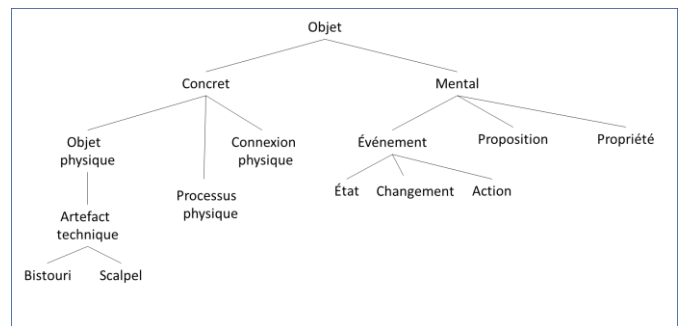 Objet
Concret
Mental
Objet
physique
Connexion
physique
Événement
Proposition
Propriété
Processus
physique
État
Changement
Action
Artefact
technique
Bistouri
Scalpel